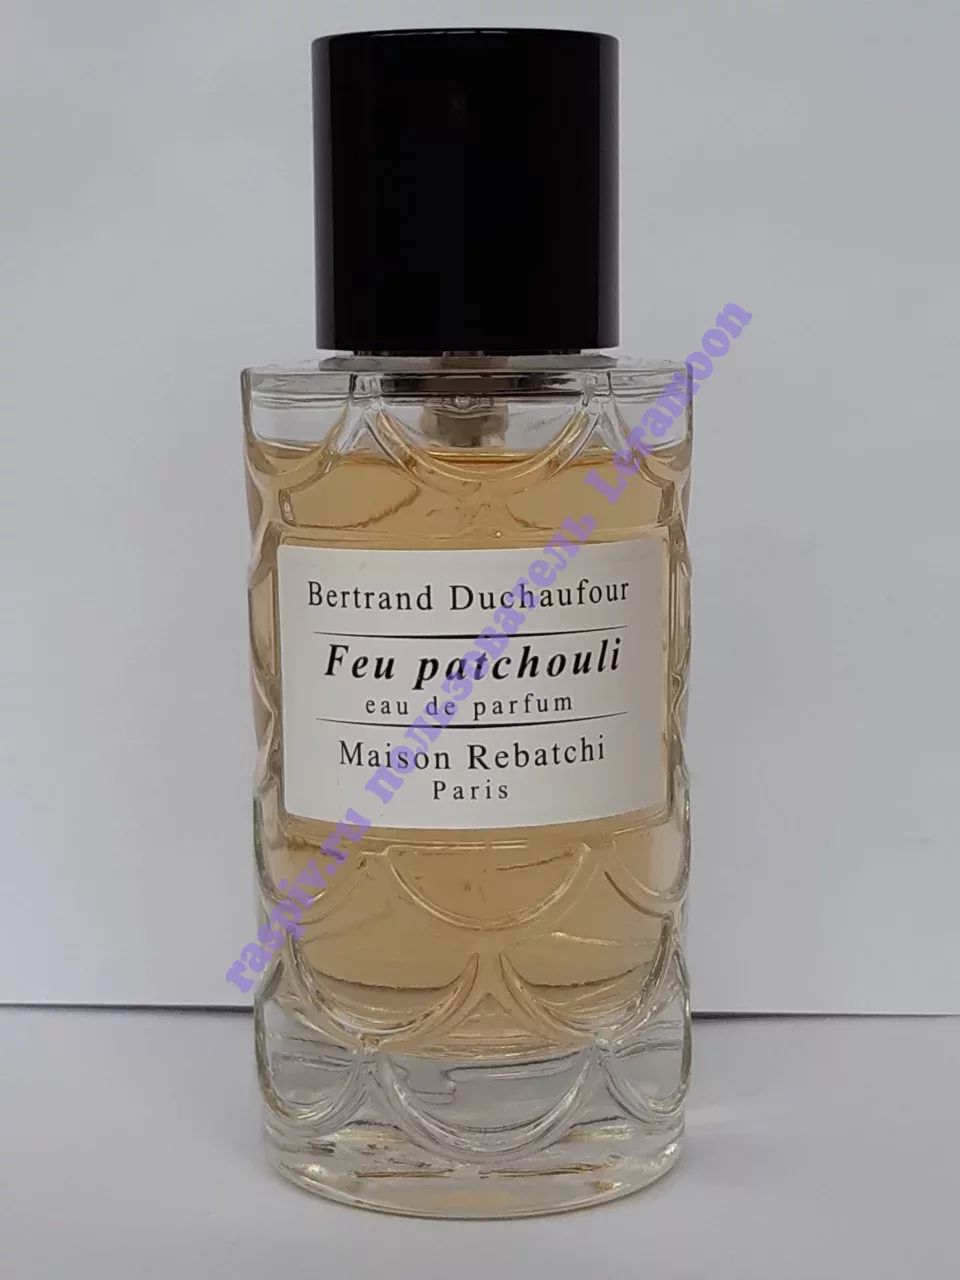 Bertrand Duchaufour
Feu patchouli
eau de parfum
Maison Rebatchi
Paris
raspiv.ru пользователь Leramoon